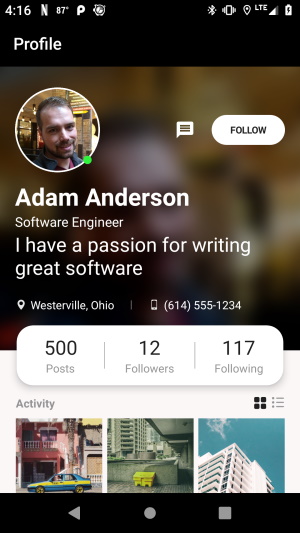 4:16 N 87° P LTE
Profile
FOLLOW
Adam Anderson
Software Engineer
I have a passion for writing
great software
Westerville, Ohio | (614) 555-1234
500 12 117
Posts Followers Following
Activity